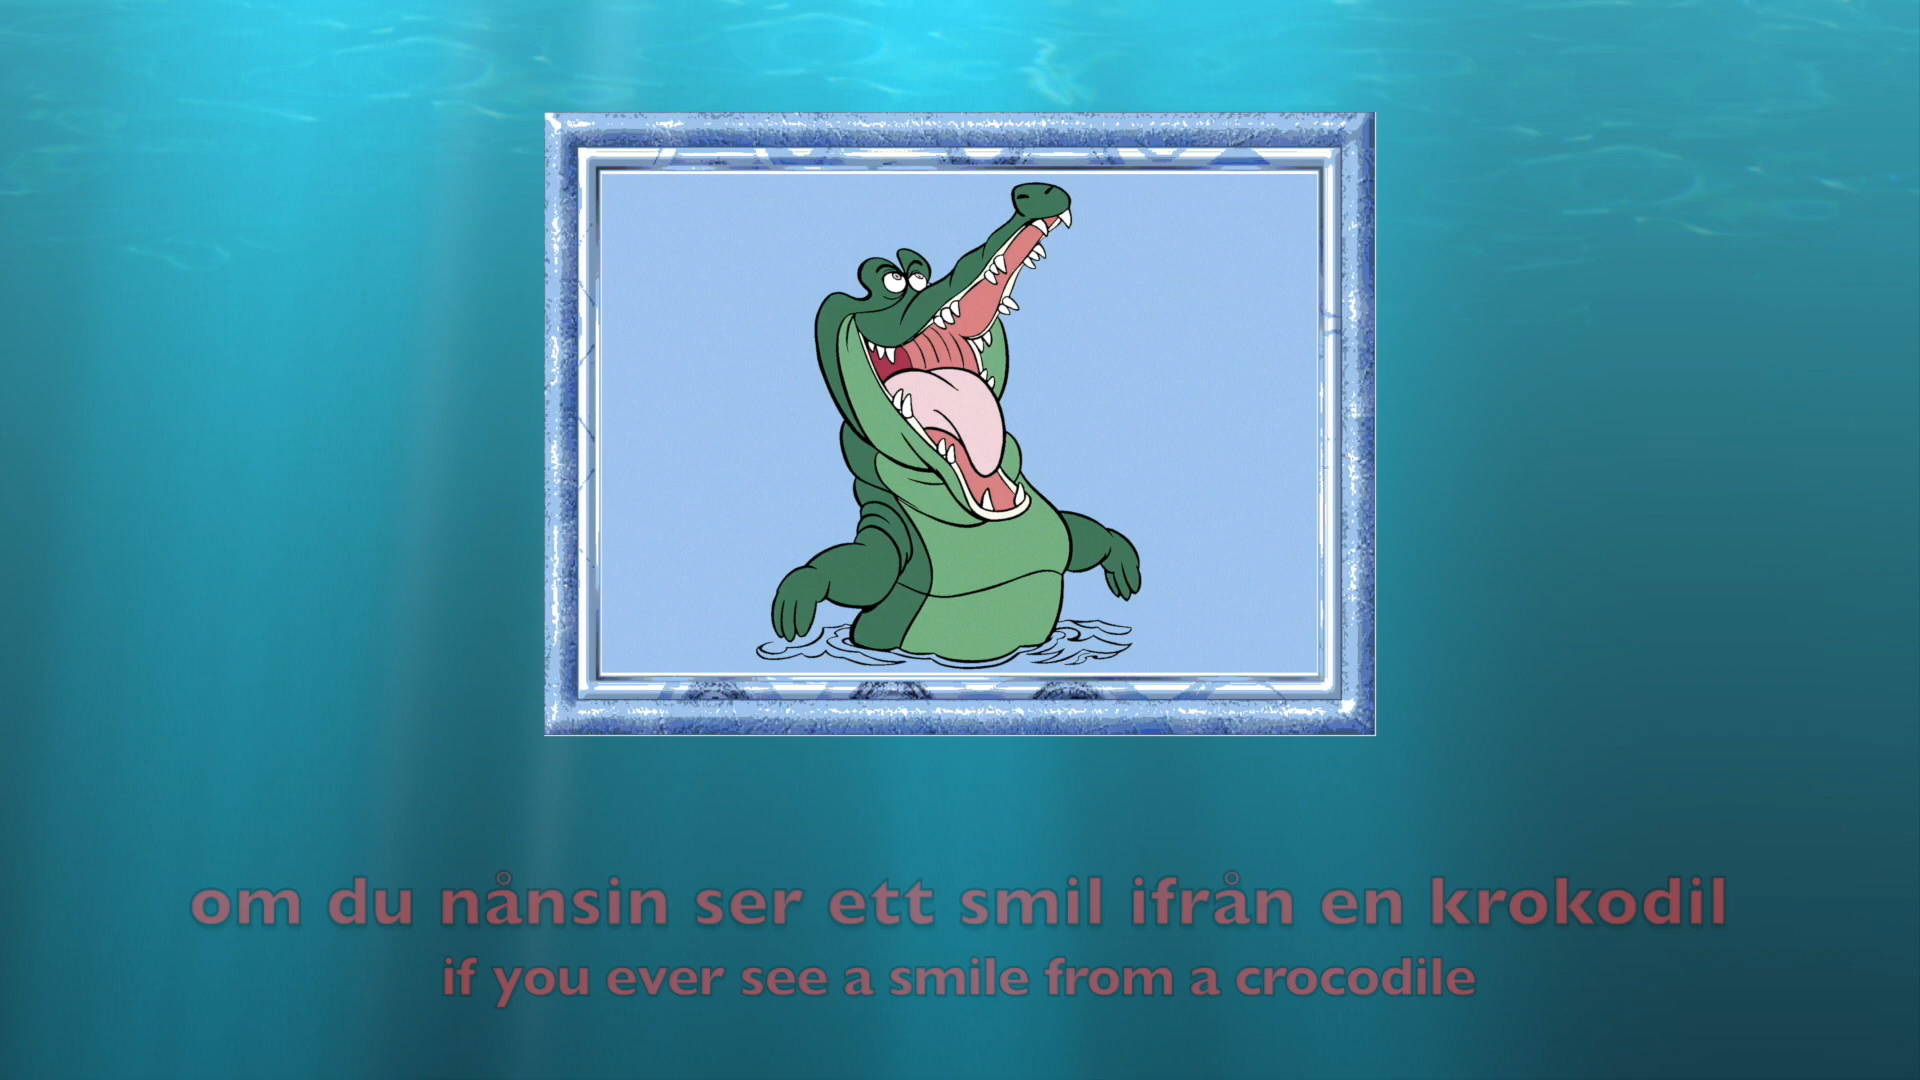 om du nånsin ser ett smil ifrån en krokodil
if you ever see a smile from a crocodile